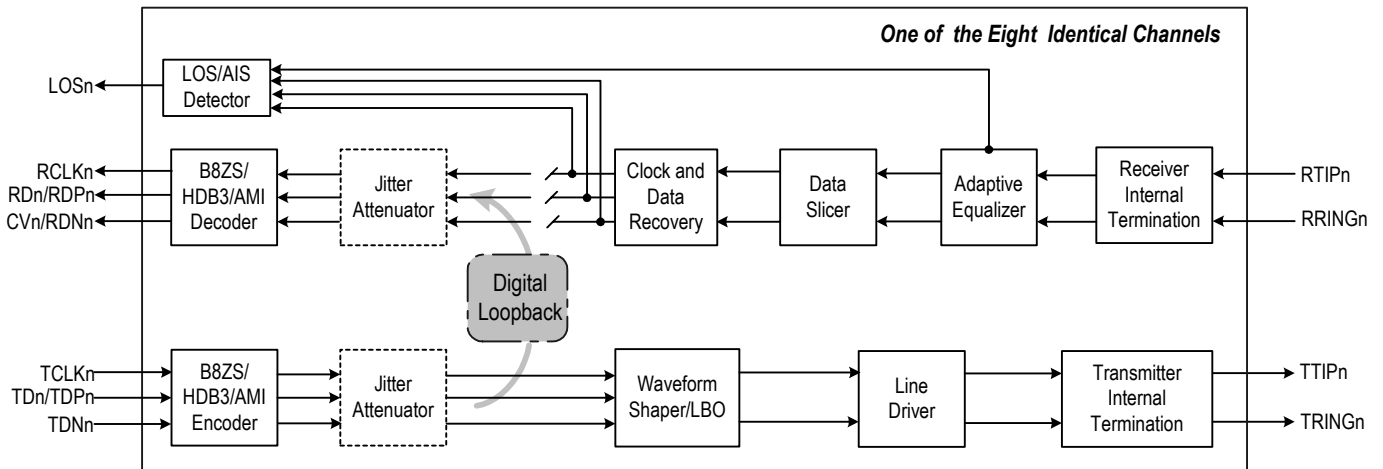 One of the Eight Identical Channels
LOSn
LOS/AIS
Detector
RCLKn
RDn/RDPn
CVn/RDNn
B8ZS/
HDB3/AMI
Decoder
Jitter
Attenuator
Clock and
Data
Recovery
Data
Slicer
Adaptive
Equalizer
Receiver
Internal
Termination
RTIPn
RRINGn
Digital
Loopback
TCLKn
TDn/TDPn
TDNn
B8ZS/
HDB3/AMI
Encoder
Jitter
Attenuator
Waveform
Shaper/LBO
Line
Driver
Transmitter
Internal
Termination
TTIPn
TRINGn